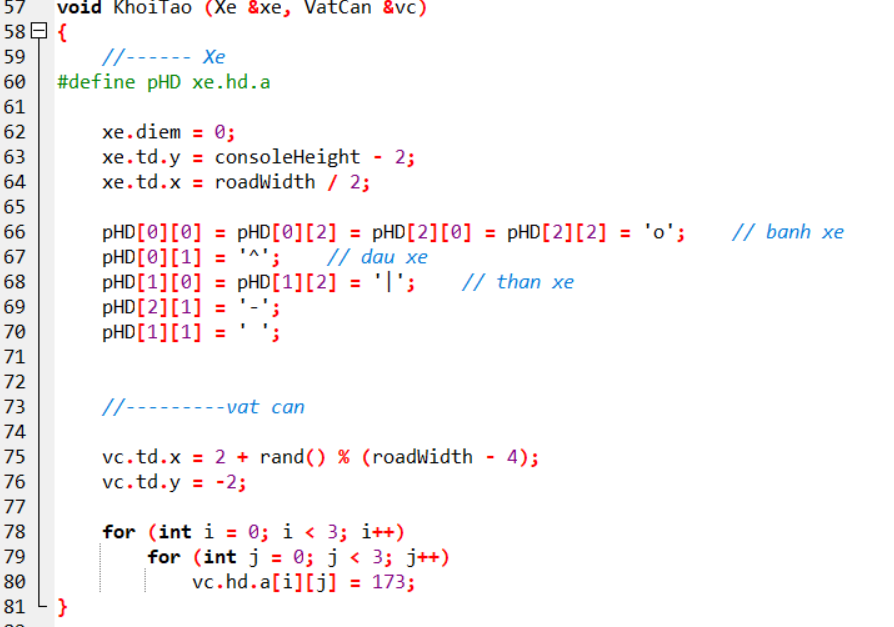 57 void KhoiTao (Xe &xe, VatCan &vc)
58 {
59 //------ Xe
60 #define pHD xe.hd.a
61
62 xe.diem = 0;
63 xe.td.y = consoleHeight - 2;
64 xe.td.x = roadWidth / 2;
65
66 pHD[0][0] = pHD[0][2] = pHD[2][0] = pHD[2][2] = 'o'; // banh xe
67 pHD[0][1] = '^'; // dau xe
68 pHD[1][0] = pHD[1][2] = '|'; // than xe
69 pHD[2][1] = '-';
70 pHD[1][1] = ' ';
71
72
73 //---------vat can
74
75 vc.td.x = 2 + rand() % (roadWidth - 4);
76 vc.td.y = -2;
77
78 for (int i = 0; i < 3; i++)
79 for (int j = 0; j < 3; j++)
80 vc.hd.a[i][j] = 173;
81 }